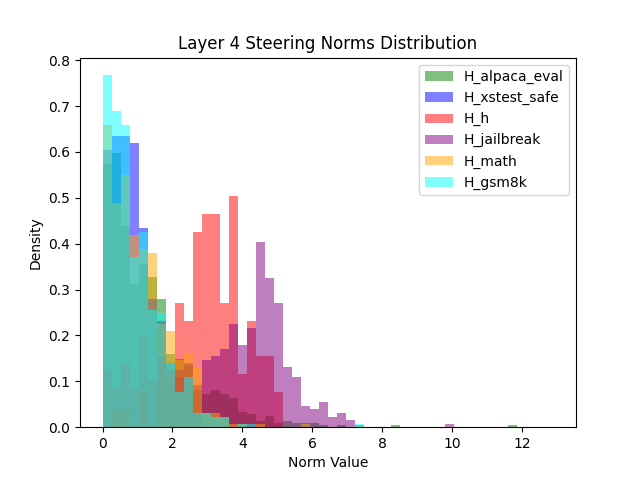 Layer 4 Steering Norms Distribution
0.8
0.7
0.6
0.5
0.4
0.3
0.2
0.1
0.0
Density
H_alpaca_eval
H_xstest_safe
H_h
H_jailbreak
H_math
H_gsm8k
0 2 4 6 8 10 12
Norm Value